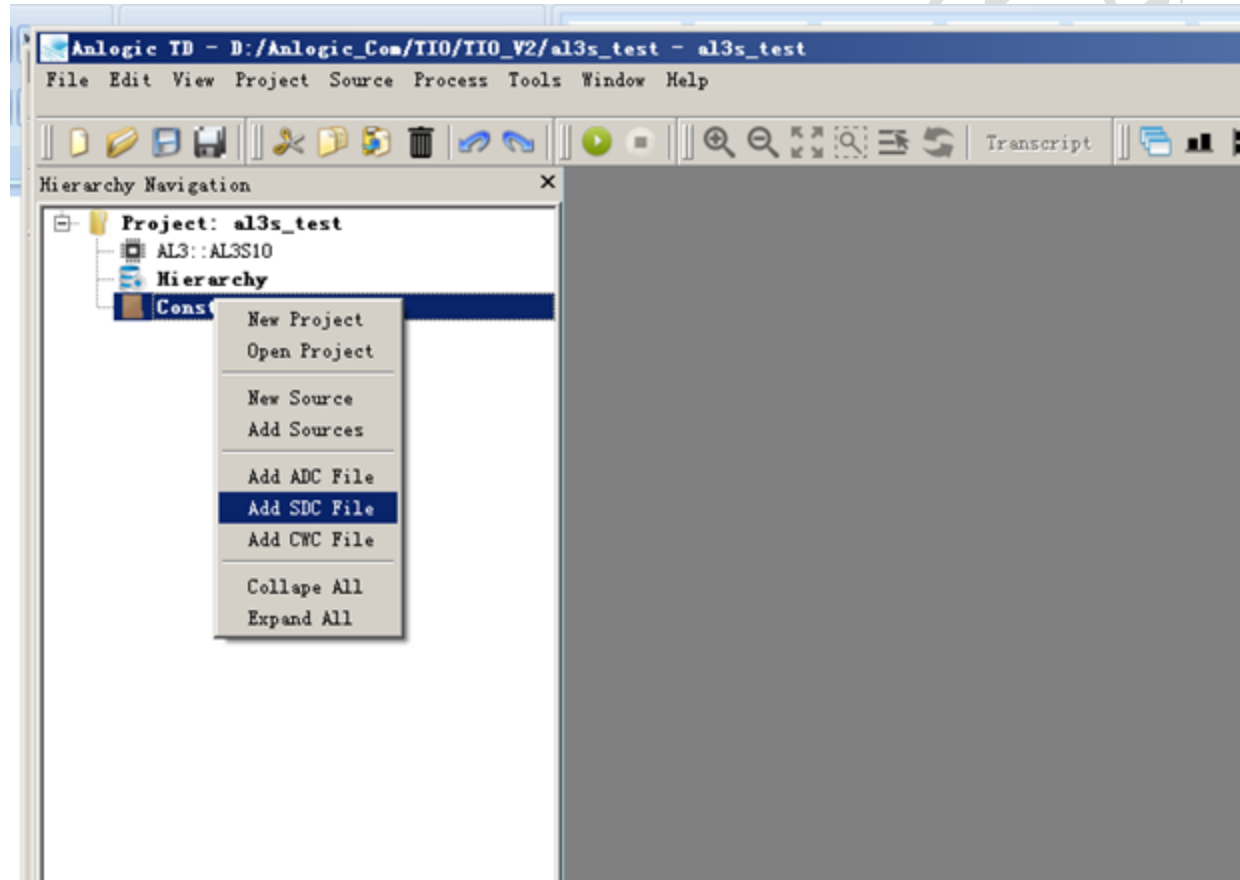 Anlogic TD - D:/Anlogic_Com/TIO/TIO_V2/al3s_test - al3s_test
File Edit View Project Source Process Tools Window Help
Transcript
Hierarchy Navigation
Project: al3s_test
AL3::AL3S10
Hierarchy
Const
New Project
Open Project
New Source
Add Sources
Add ADC File
Add SDC File
Add CWC File
Collape All
Expand All